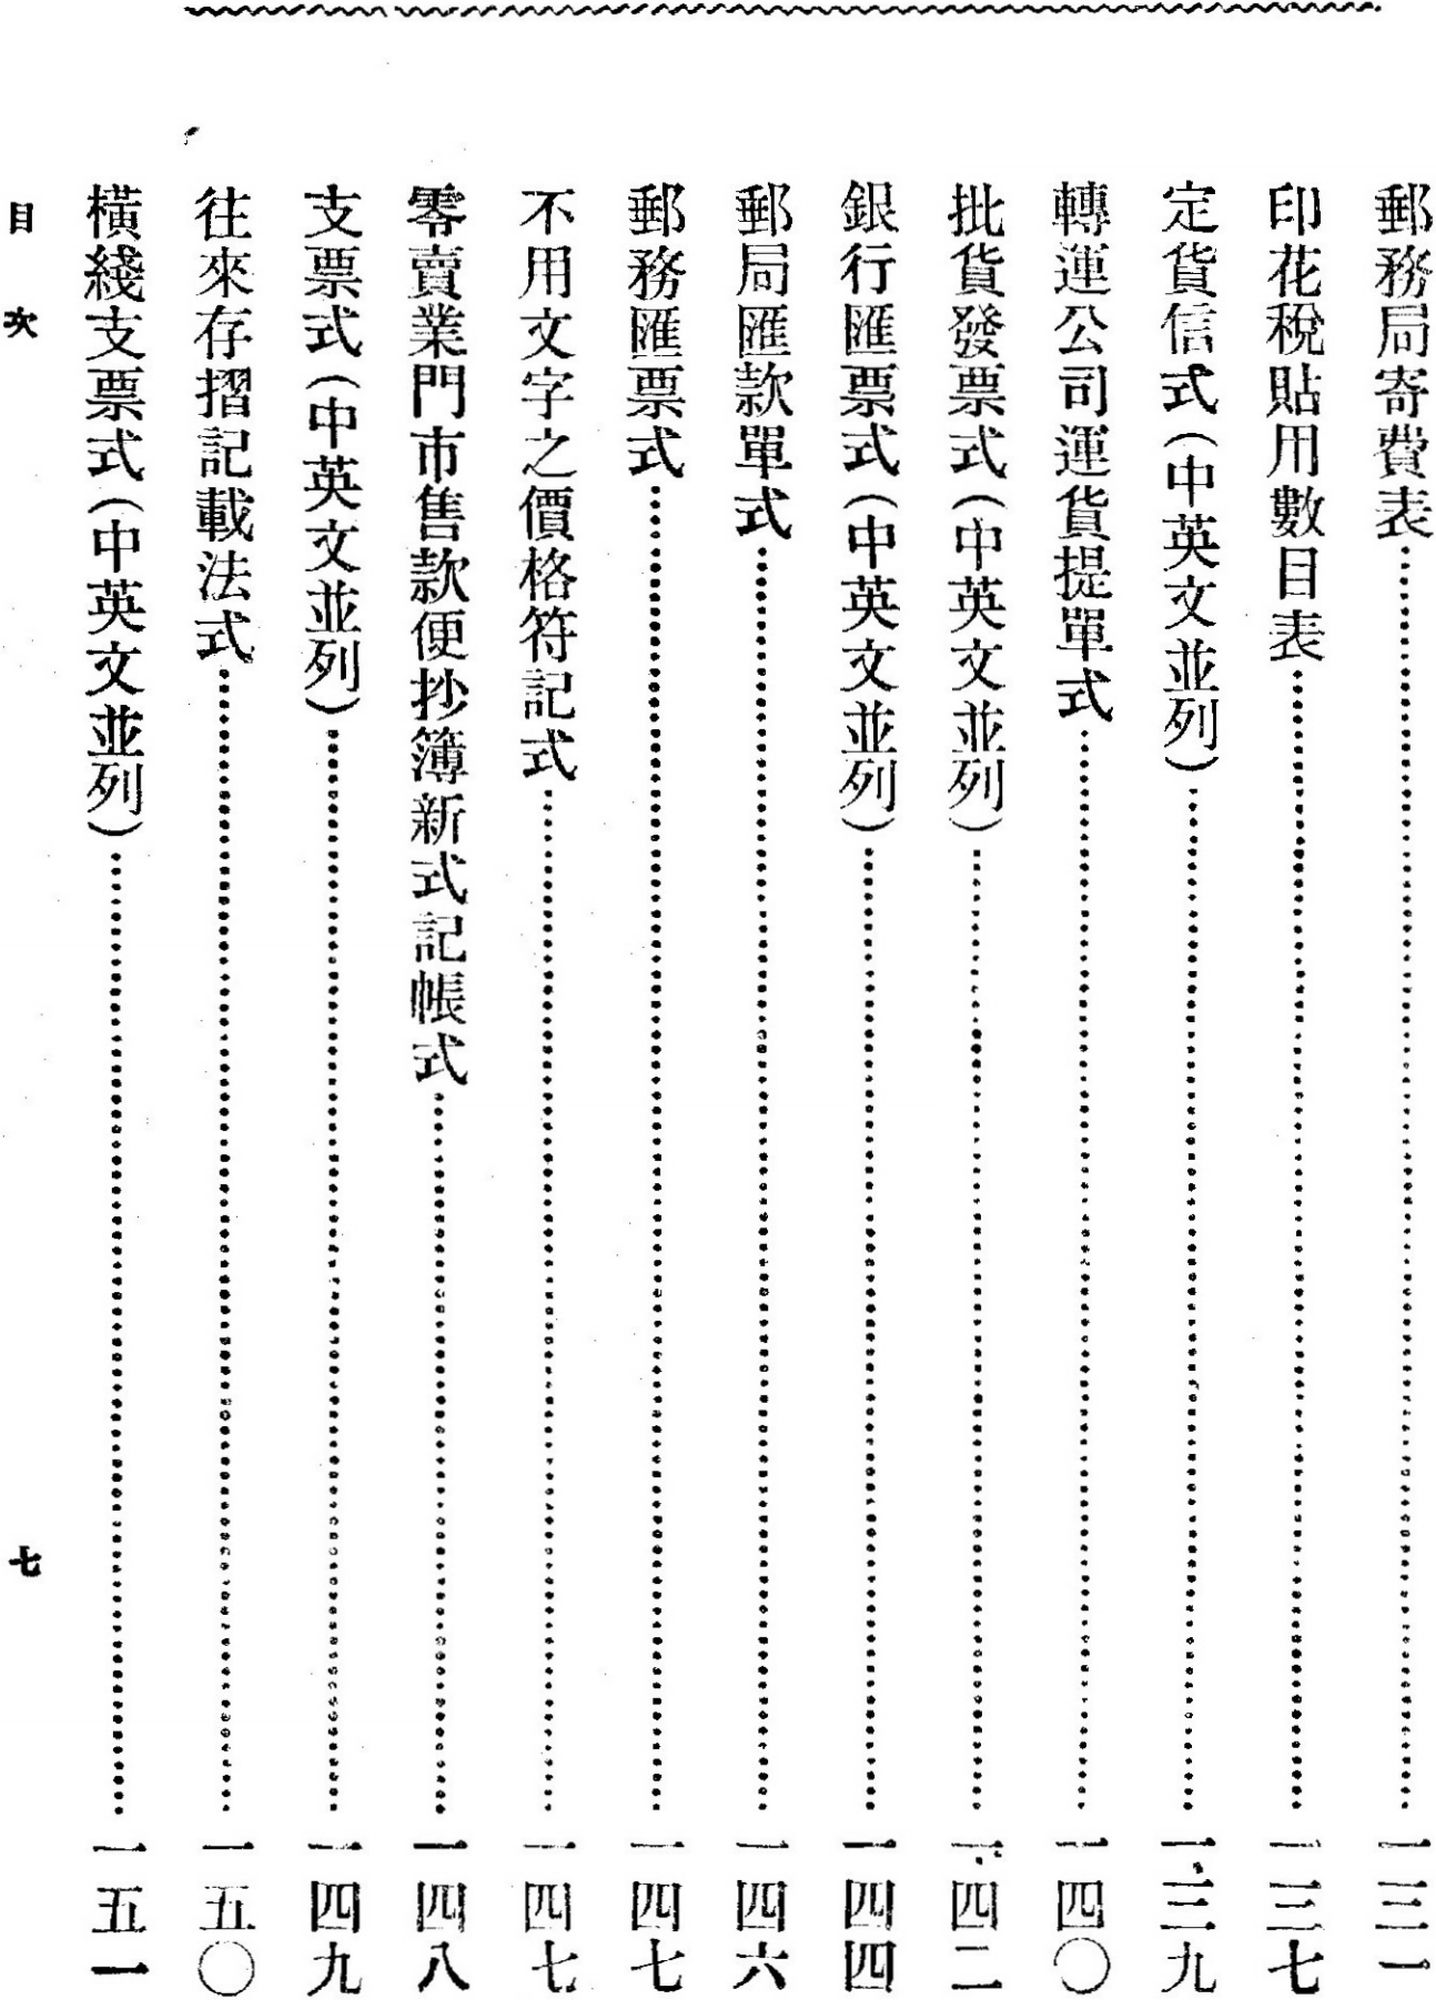 郵務局寄費表……一三一
印花稅貼用數目表……一三七
定貨信式（中英文並列）……一三九
轉運公司運貨提單式……一四〇
批貨發票式（中英文並列）……一四二
銀行匯票式（中英文並列）……一四四
郵局匯款單式……一四六
郵務匯票式……一四七
不用文字之價格符記式……一四七
零賣業門市售款便抄簿新式記帳式……一四八
支票式（中英文並列）……一四九
往來存摺記載法式……一五〇
橫綫支票式（中英文並列）……一五一
目次 七